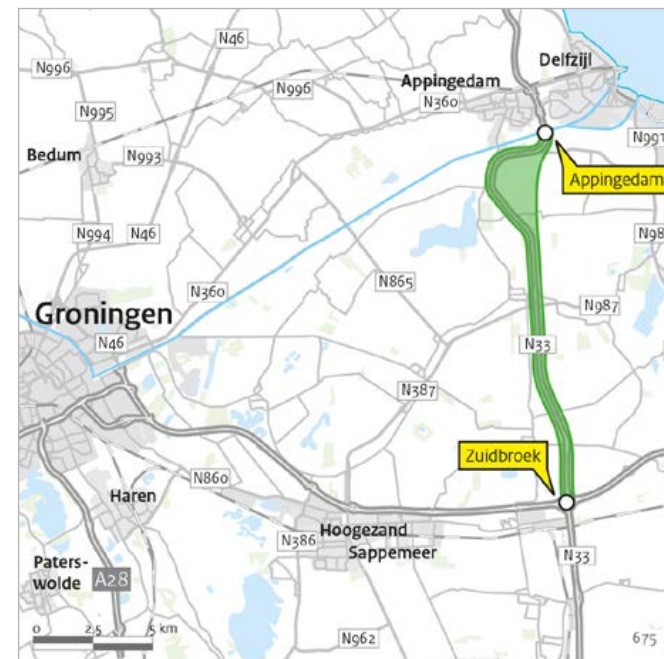 N46
Delfzijl
N996
N996
Appingedam
N360
N995
N991
Bedum
N993
Appingedam
N994
N46
N98
N360
N865
Groningen
N987
N46
N33
N387
Zuidbroek
N860
Haren
Hoogezand
Sappemeer
N386
N33
Paters-
wolde
A28
0 2,5 5 km
N962
675